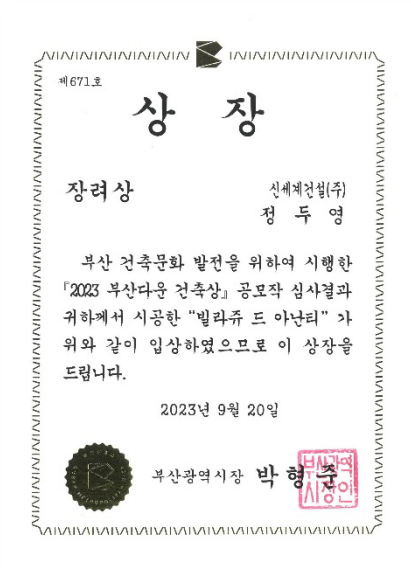 제671호
상 장
장려상
신세계건설(주)
정 두 영
부산 건축문화 발전을 위하여 시행한
『2023 부산다운 건축상』 공모작 심사결과
귀하께서 시공한 “빌라쥬 드 아난티” 가
위와 같이 입상하였으므로 이 상장을
드립니다.
2023년 9월 20일
부산광역시장 박형준
부산광역
시장인